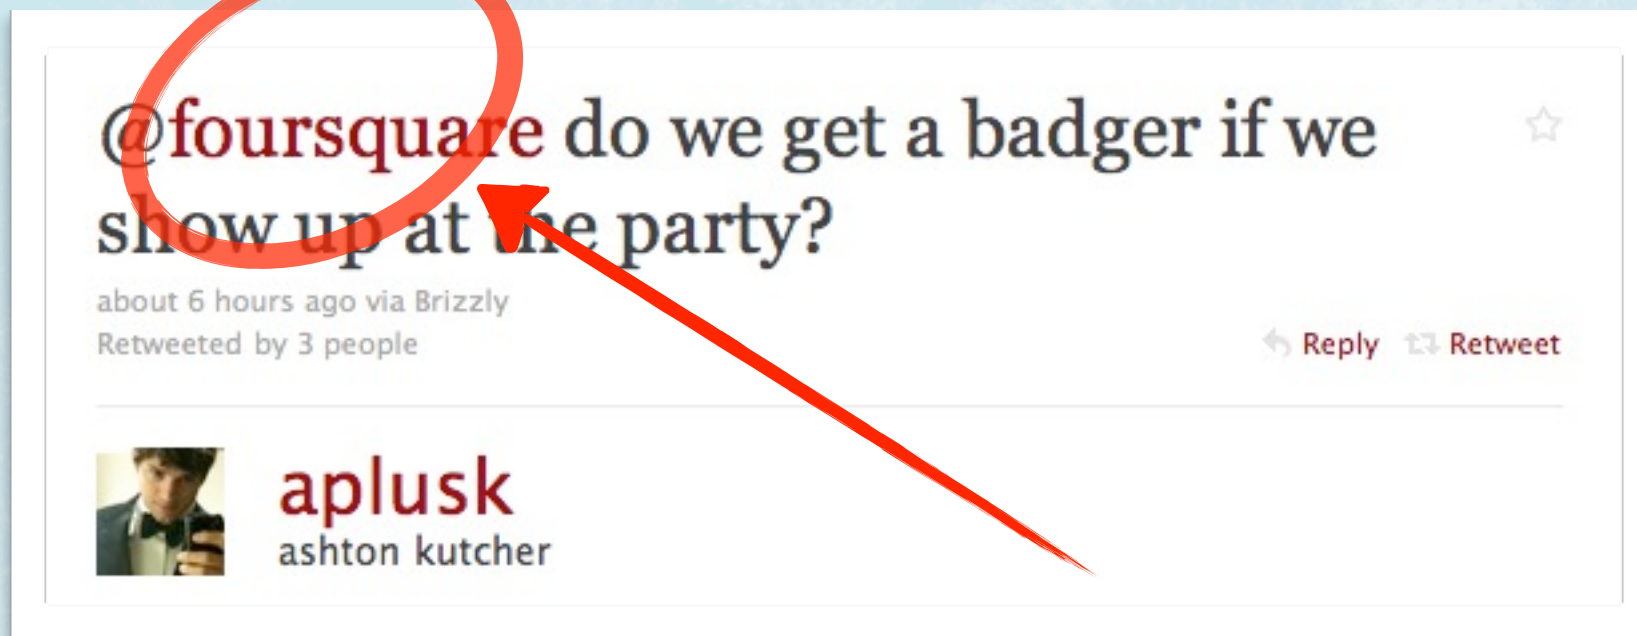 @foursquare do we get a badger if we
show up at the party?
about 6 hours ago via Brizzly
Retweeted by 3 people
Reply Retweet
aplusk
ashton kutcher